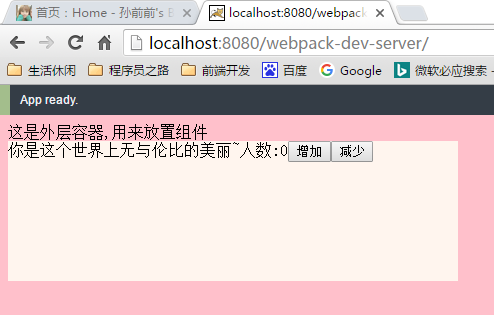 首页：Home - 孙前前's B
localhost:8080/webpack
localhost:8080/webpack-dev-server/
生活休闲 程序员之路 前端开发 百度 Google 微软必应搜索 -
App ready.
这是外层容器,用来放置组件
你是这个世界上无与伦比的美丽~人数:0 增加 减少